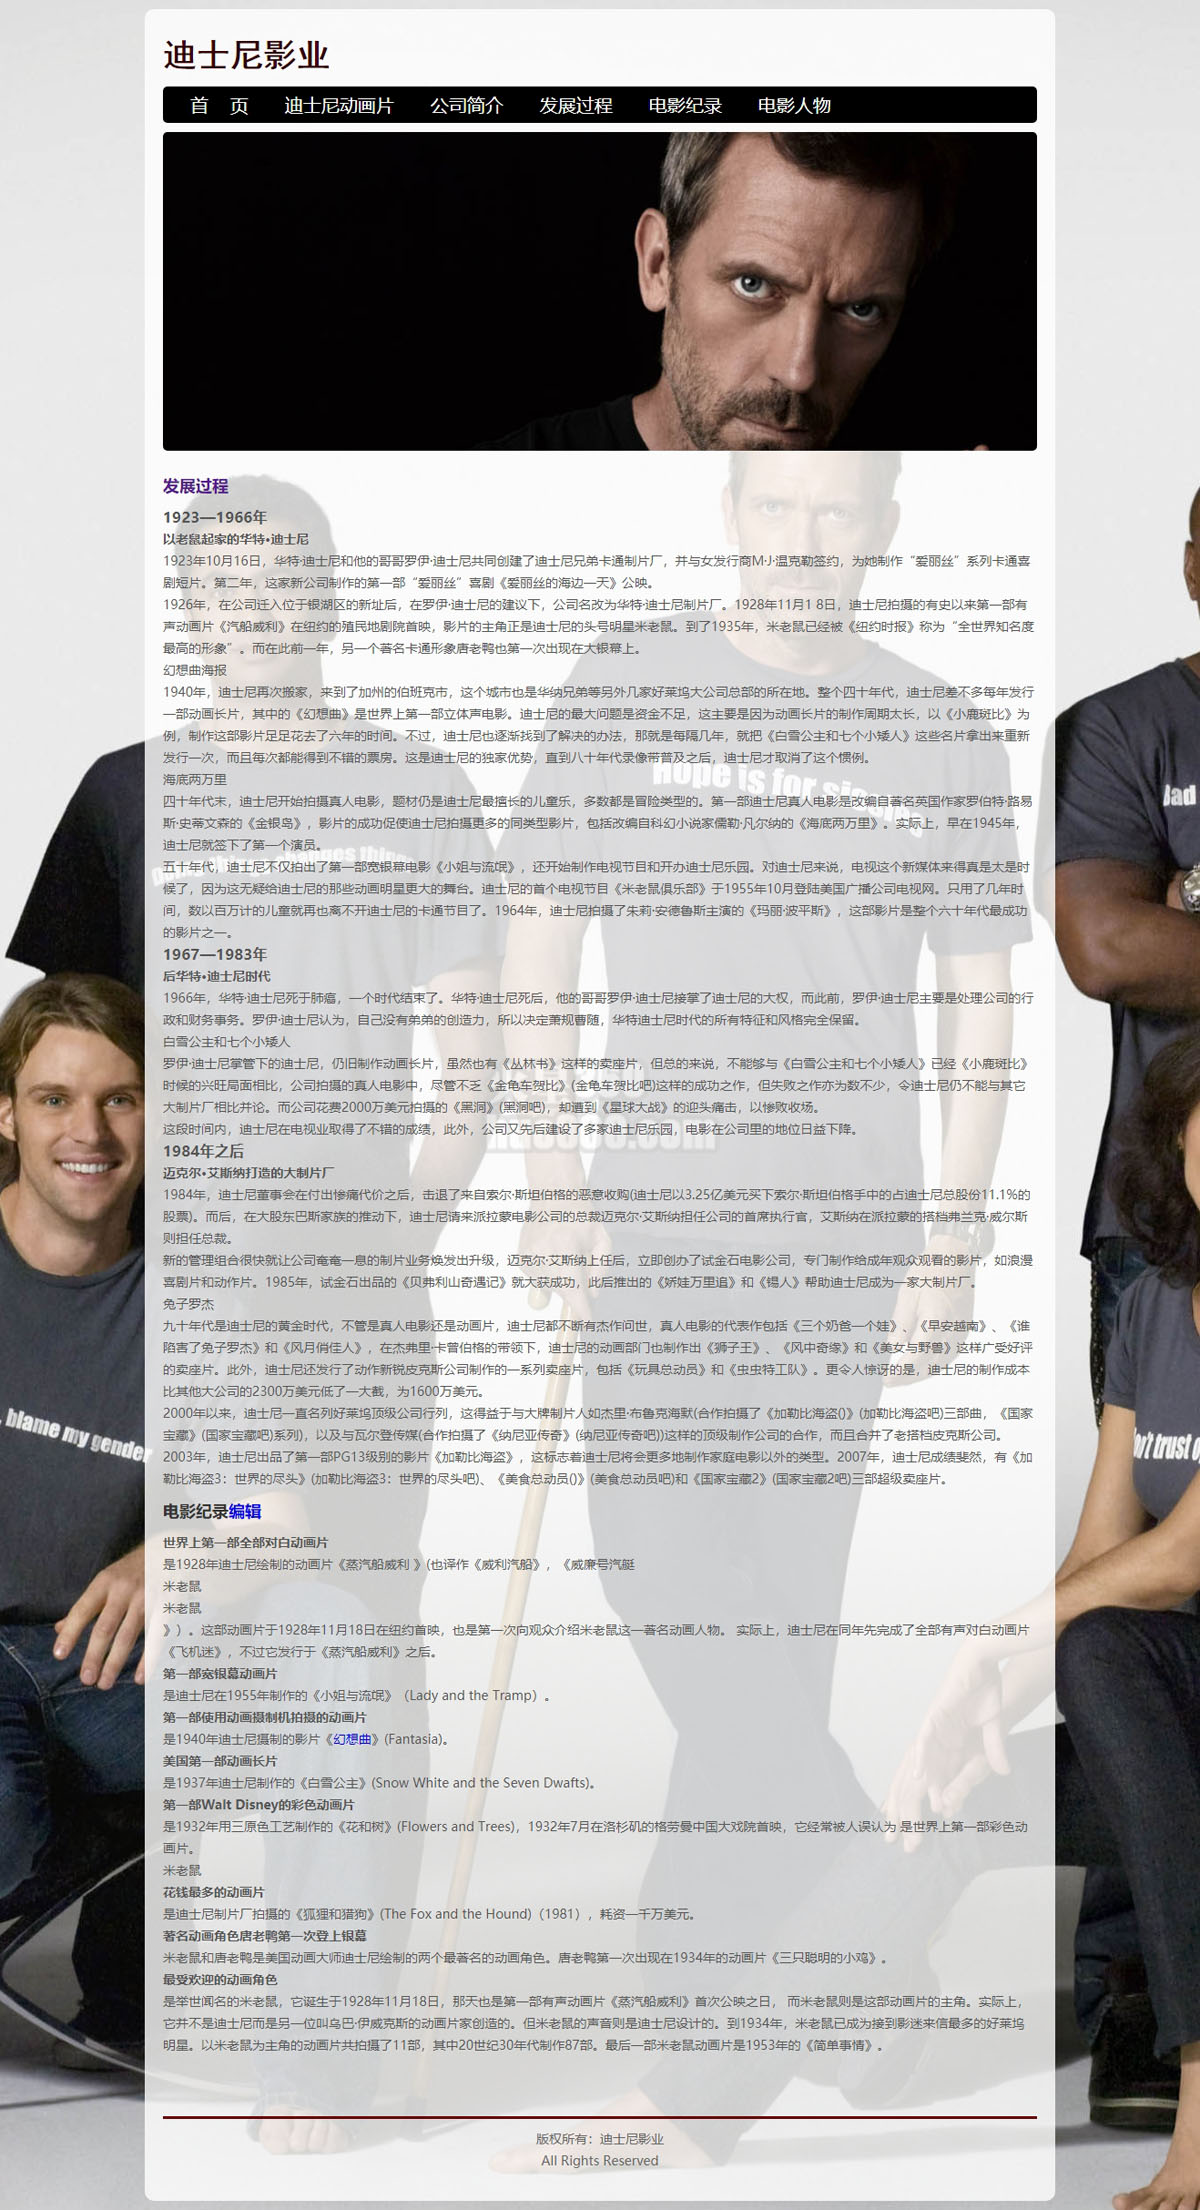 迪士尼影业
首 页 迪士尼动画片 公司简介 发展过程 电影纪录 电影人物
发展过程
1923—1966年
以老鼠起家的华特•迪士尼
1923年10月16日，华特·迪士尼和他的哥哥罗伊·迪士尼共同创建了迪士尼兄弟卡通制片厂，并与女发行商M·J·温克勒签约，为她制作“爱丽丝”系列卡通喜
剧短片。第二年，这家新公司制作的第一部“爱丽丝”喜剧《爱丽丝的海边一天》公映。
1926年，在公司迁入位于银湖区的新址后，在罗伊·迪士尼的建议下，公司名改为华特·迪士尼制片厂。1928年11月1 8日，迪士尼拍摄的有史以来第一部有
声动画片《汽船威利》在纽约的殖民地剧院首映，影片的主角正是迪士尼的头号明星米老鼠。到了1935年，米老鼠已经被《纽约时报》称为“全世界知名度
最高的形象”。而在此前一年，另一个著名卡通形象唐老鸭也第一次出现在大银幕上。
幻想曲海报
1940年，迪士尼再次搬家，来到了加州的伯班克市，这个城市也是华纳兄弟等另外几家好莱坞大公司总部的所在地。整个四十年代，迪士尼差不多每年发行
一部动画长片，其中的《幻想曲》是世界上第一部立体声电影。迪士尼的最大问题是资金不足，这主要是因为动画长片的制作周期太长，以《小鹿斑比》为
例，制作这部影片足足花去了六年的时间。不过，迪士尼也逐渐找到了解决的办法，那就是每隔几年，就把《白雪公主和七个小矮人》这些名片拿出来重新
发行一次，而且每次都能得到不错的票房。这是迪士尼的独家优势，直到八十年代录像带普及之后，迪士尼才取消了这个惯例。
海底两万里
四十年代末，迪士尼开始拍摄真人电影，题材仍是迪士尼最擅长的儿童乐，多数都是冒险类型的。第一部迪士尼真人电影是改编自著名英国作家罗伯特·路易
斯·史蒂文森的《金银岛》，影片的成功促使迪士尼拍摄更多的同类型影片，包括改编自科幻小说家儒勒·凡尔纳的《海底两万里》。实际上，早在1945年，
迪士尼就签下了第一个演员。
五十年代，迪士尼不仅拍出了第一部宽银幕电影《小姐与流氓》，还开始制作电视节目和开办迪士尼乐园。对迪士尼来说，电视这个新媒体来得真是太是时
候了，因为这无疑给迪士尼的那些动画明星更大的舞台。迪士尼的首个电视节目《米老鼠俱乐部》于1955年10月登陆美国广播公司电视网。只用了几年时
间，数以百万计的儿童就再也离不开迪士尼的卡通节目了。1964年，迪士尼拍摄了朱莉·安德鲁斯主演的《玛丽·波平斯》，这部影片是整个六十年代最成功
的影片之一。
1967—1983年
后华特•迪士尼时代
1966年，华特·迪士尼死于肺癌，一个时代结束了。华特·迪士尼死后，他的哥哥罗伊·迪士尼接掌了迪士尼的大权，而此前，罗伊·迪士尼主要是处理公司的行
政和财务事务。罗伊·迪士尼认为，自己没有弟弟的创造力，所以决定萧规曹随，华特迪士尼时代的所有特征和风格完全保留。
白雪公主和七个小矮人
罗伊·迪士尼掌管下的迪士尼，仍旧制作动画长片，虽然也有《丛林书》这样的卖座片，但总的来说，不能够与《白雪公主和七个小矮人》已经《小鹿斑比》
时候的兴旺局面相比，公司拍摄的真人电影中，尽管不乏《金龟车贺比》(金龟车贺比吧)这样的成功之作，但失败之作亦为数不少，令迪士尼仍不能与其它
大制片厂相比并论。而公司花费2000万美元拍摄的《黑洞》(黑洞吧)，却遭到《星球大战》的迎头痛击，以惨败收场。
这段时间内，迪士尼在电视业取得了不错的成绩，此外，公司又先后建设了多家迪士尼乐园，电影在公司里的地位日益下降。
1984年之后
迈克尔•艾斯纳打造的大制片厂
1984年，迪士尼董事会在付出惨痛代价之后，击退了来自索尔·斯坦伯格的恶意收购(迪士尼以3.25亿美元买下索尔·斯坦伯格手中的占迪士尼总股份11.1%的
股票)。而后，在大股东巴斯家族的推动下，迪士尼请来派拉蒙电影公司的总裁迈克尔·艾斯纳担任公司的首席执行官，艾斯纳在派拉蒙的搭档弗兰克·威尔斯
则担任总裁。
新的管理组合很快就让公司奄奄一息的制片业务焕发出升级，迈克尔·艾斯纳上任后，立即创办了试金石电影公司，专门制作给成年观众观看的影片，如浪漫
喜剧片和动作片。1985年，试金石出品的《贝弗利山奇遇记》就大获成功，此后推出的《娇娃万里追》和《锡人》帮助迪士尼成为一家大制片厂。
兔子罗杰
九十年代是迪士尼的黄金时代，不管是真人电影还是动画片，迪士尼都不断有杰作问世，真人电影的代表作包括《三个奶爸一个娃》、《早安越南》、《谁
陷害了兔子罗杰》和《风月俏佳人》，在杰弗里·卡曾伯格的带领下，迪士尼的动画部门也制作出《狮子王》、《风中奇缘》和《美女与野兽》这样广受好评
的卖座片。此外，迪士尼还发行了动作新锐皮克斯公司制作的一系列卖座片，包括《玩具总动员》和《虫虫特工队》。更令人惊讶的是，迪士尼的制作成本
比其他大公司的2300万美元低了一大截，为1600万美元。
2000年以来，迪士尼一直名列好莱坞顶级公司行列，这得益于与大牌制片人如杰里·布鲁克海默(合作拍摄了《加勒比海盗()》(加勒比海盗吧)三部曲，《国家
宝藏》(国家宝藏吧)系列)，以及与瓦尔登传媒(合作拍摄了《纳尼亚传奇》(纳尼亚传奇吧))这样的顶级制作公司的合作，而且合并了老搭档皮克斯公司。
2003年，迪士尼出品了第一部PG13级别的影片《加勒比海盗》，这标志着迪士尼将会更多地制作家庭电影以外的类型。2007年，迪士尼成绩斐然，有《加
勒比海盗3：世界的尽头》(加勒比海盗3：世界的尽头吧)、《美食总动员()》(美食总动员吧)和《国家宝藏2》(国家宝藏2吧)三部超级卖座片。
电影纪录编辑
世界上第一部全部对白动画片
是1928年迪士尼绘制的动画片《蒸汽船威利 》(也译作《威利汽船》，《威廉号汽艇
米老鼠
米老鼠
》）。这部动画片于1928年11月18日在纽约首映，也是第一次向观众介绍米老鼠这一著名动画人物。 实际上，迪士尼在同年先完成了全部有声对白动画片
《飞机迷》，不过它发行于《蒸汽船威利》之后。
第一部宽银幕动画片
是迪士尼在1955年制作的《小姐与流氓》（Lady and the Tramp）。
第一部使用动画摄制机拍摄的动画片
是1940年迪士尼摄制的影片《幻想曲》(Fantasia)。
美国第一部动画长片
是1937年迪士尼制作的《白雪公主》(Snow White and the Seven Dwafts)。
第一部Walt Disney的彩色动画片
是1932年用三原色工艺制作的《花和树》(Flowers and Trees)，1932年7月在洛杉矶的格劳曼中国大戏院首映，它经常被人误认为 是世界上第一部彩色动
画片。
米老鼠
花钱最多的动画片
是迪士尼制片厂拍摄的《狐狸和猎狗》(The Fox and the Hound)（1981），耗资一千万美元。
著名动画角色唐老鸭第一次登上银幕
米老鼠和唐老鸭是美国动画大师迪士尼绘制的两个最著名的动画角色。唐老鸭第一次出现在1934年的动画片《三只聪明的小鸡》。
最受欢迎的动画角色
是举世闻名的米老鼠，它诞生于1928年11月18日，那天也是第一部有声动画片《蒸汽船威利》首次公映之日， 而米老鼠则是这部动画片的主角。实际上，
它并不是迪士尼而是另一位叫乌巴·伊威克斯的动画片家创造的。但米老鼠的声音则是迪士尼设计的。到1934年，米老鼠已成为接到影迷来信最多的好莱坞
明星。以米老鼠为主角的动画片共拍摄了11部，其中20世纪30年代制作87部。最后一部米老鼠动画片是1953年的《简单事情》。
版权所有：迪士尼影业
All Rights Reserved
Hope is for sissies
Bad
blame my gender
don't trust